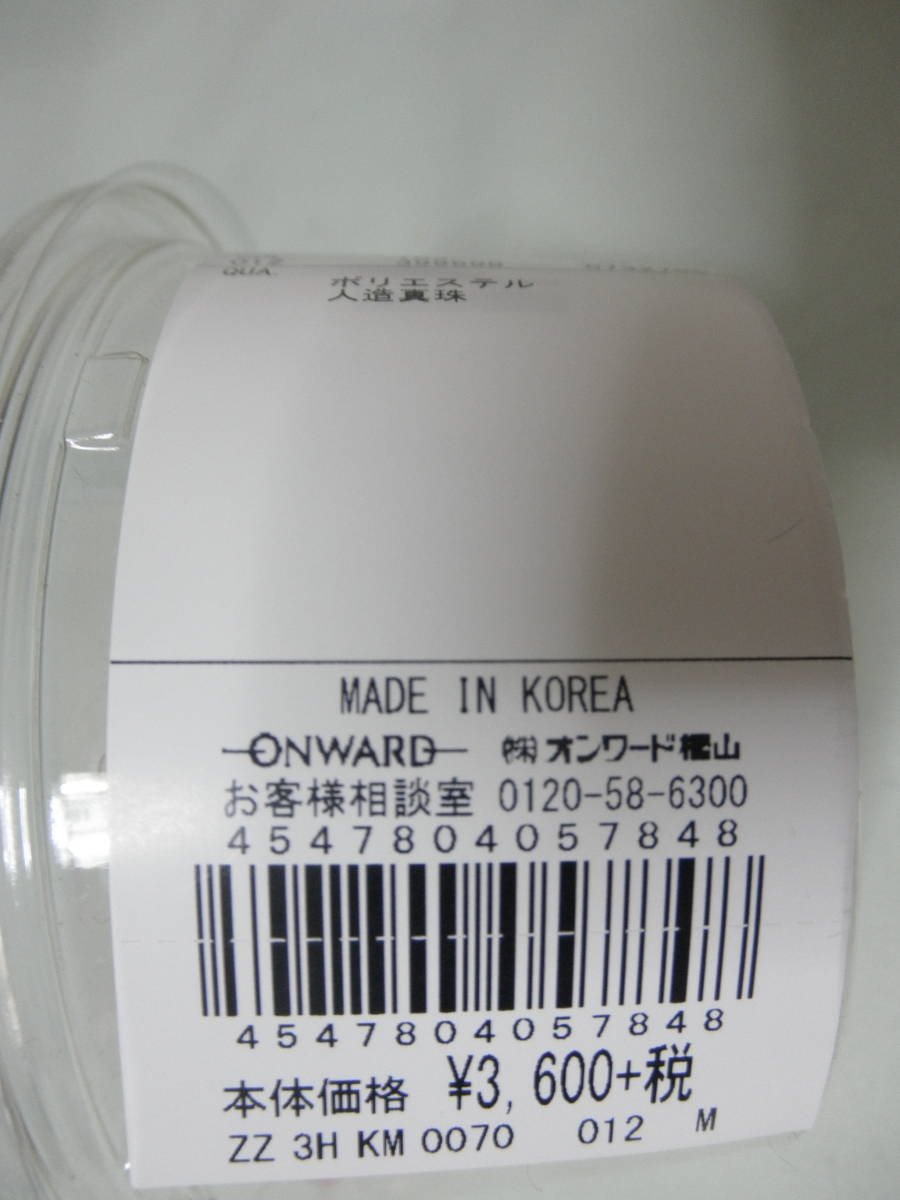 012
QUA. ポリエステル
人造真珠
MADE IN KOREA
ONWARD ㈱オンワード樫山
お客様相談室 0120-58-6300
4547804057848
4547804057848
本体価格 ¥3,600+税
ZZ 3H KM 0070 012 M